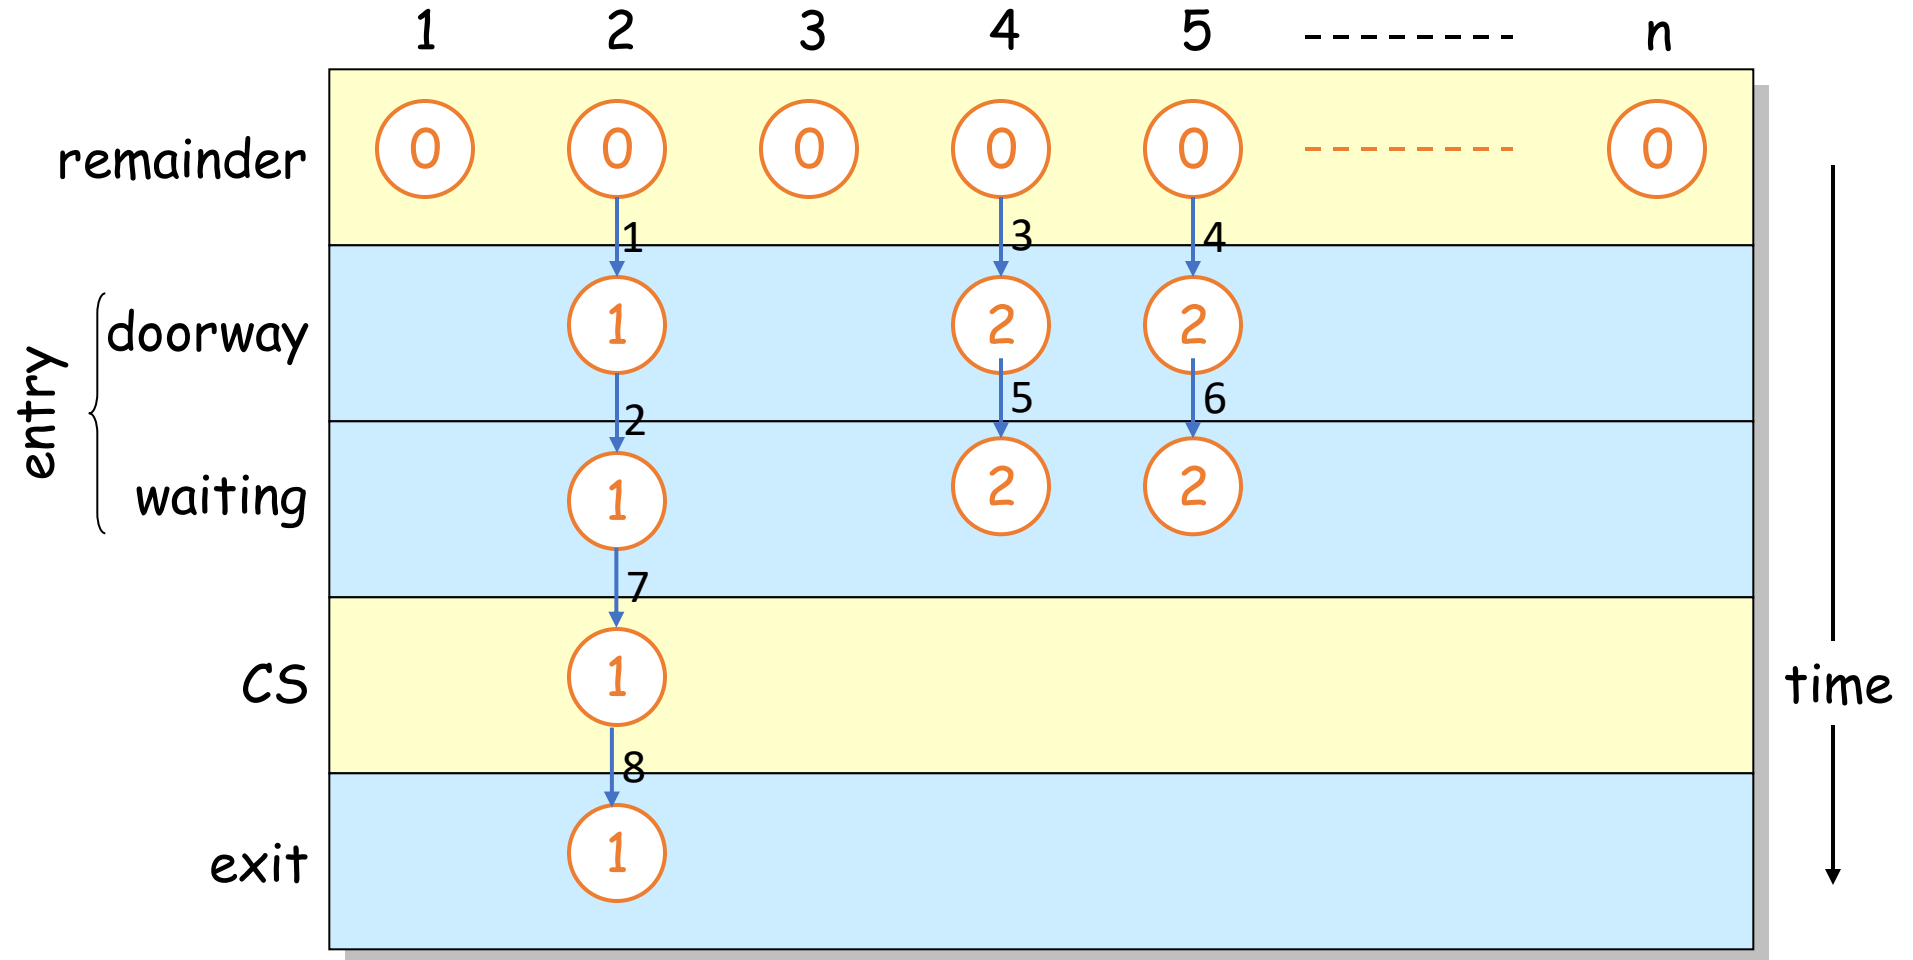 1 2 3 4 5 n
remainder 0 0 0 0 0 0
1 3 4
doorway 1 2 2
entry
2 5 6
waiting 1 2 2
7
CS 1
time
8
exit 1